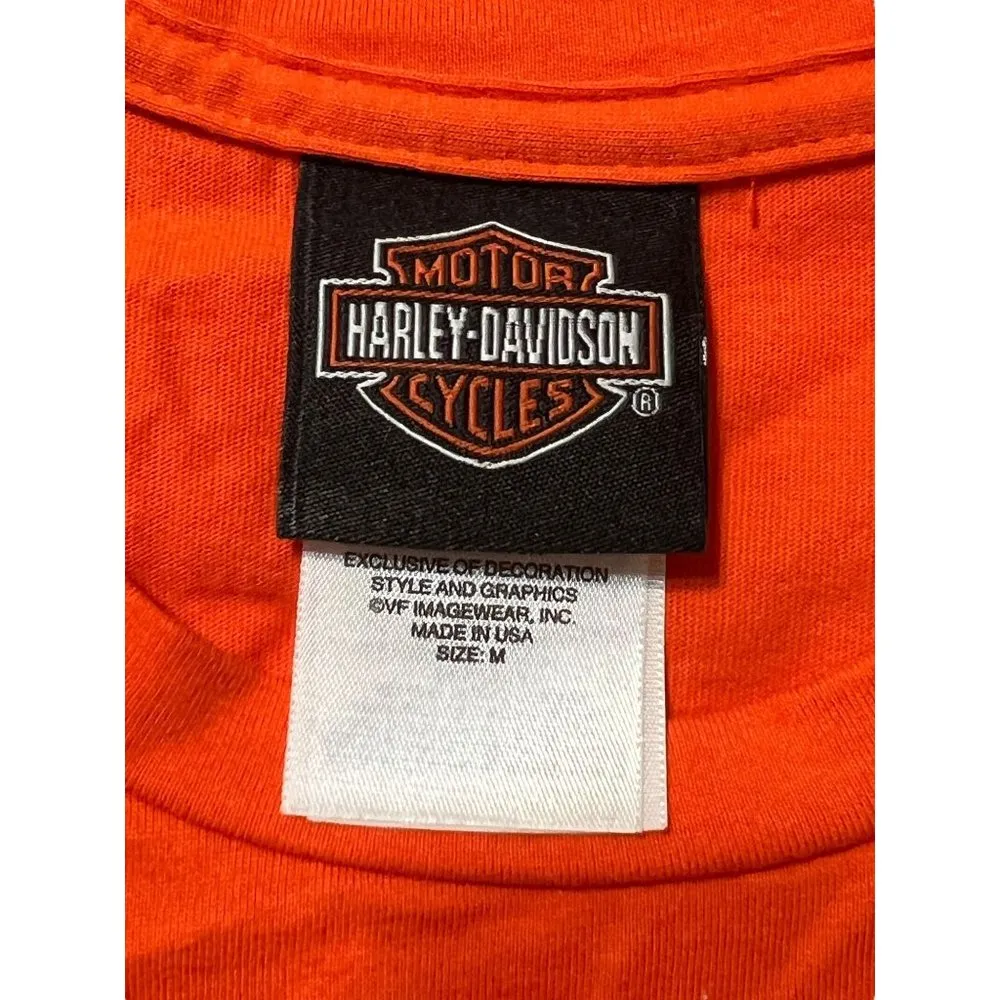 MOTOR
HARLEY-DAVIDSON
CYCLES
®
EXCLUSIVE OF DECORATION
STYLE AND GRAPHICS
©VF IMAGEWEAR, INC.
MADE IN USA
SIZE: M